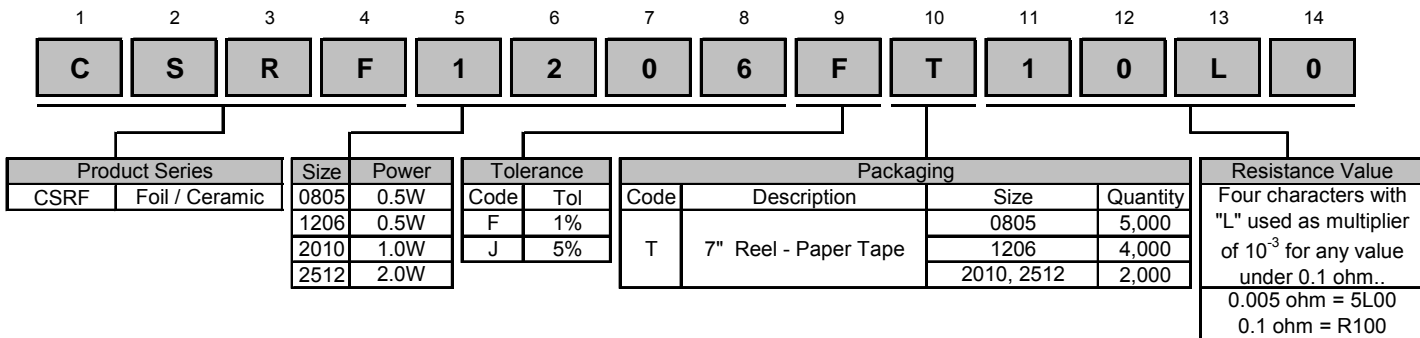 1 2 3 4 5 6 7 8 9 10 11 12 13 14
C S R F 1 2 0 6 F T 1 0 L 0
Product Series
CSRF Foil / Ceramic
Size Power
0805 0.5W
1206 0.5W
2010 1.0W
2512 2.0W
Tolerance
Code Tol
F 1%
J 5%
Packaging
Code Description Size Quantity
T 7" Reel - Paper Tape
0805 5,000
1206 4,000
2010, 2512 2,000
Resistance Value
Four characters with
"L" used as multiplier
of 10⁻³ for any value
under 0.1 ohm..
0.005 ohm = 5L00
0.1 ohm = R100